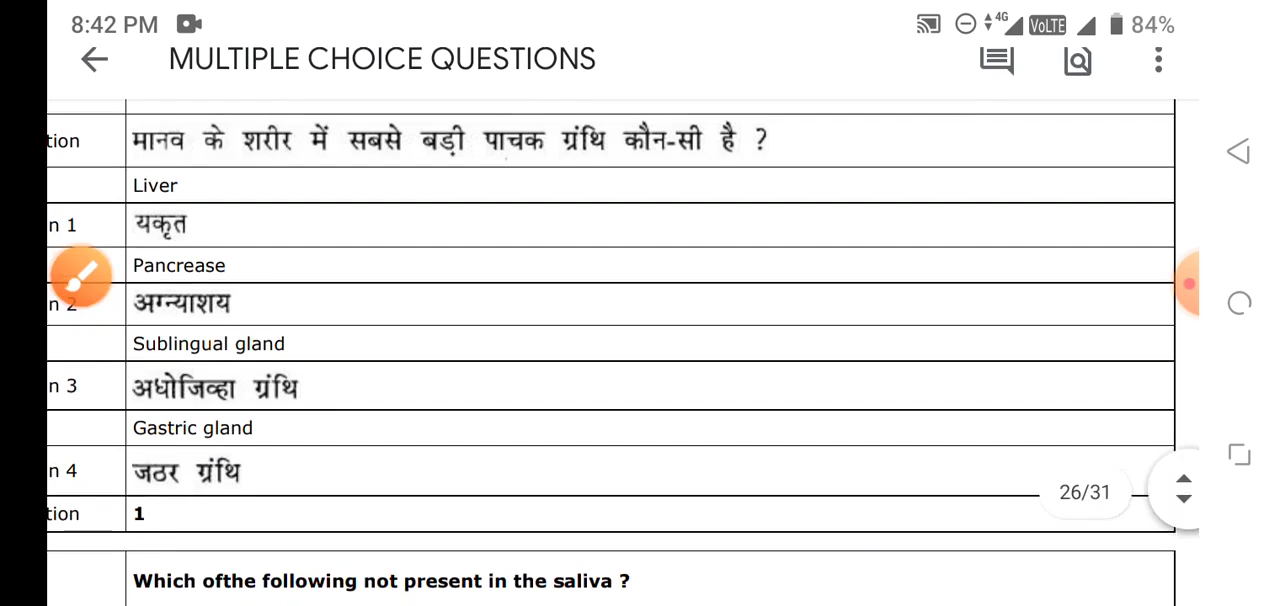 8:42 PM 4G VoLTE 84%
MULTIPLE CHOICE QUESTIONS
tion मानव के शरीर में सबसे बड़ी पाचक ग्रंथि कौन-सी है ?
Liver
n 1 यकृत
Pancrease
n 2 अग्न्याशय
Sublingual gland
n 3 अधोजिव्हा ग्रंथि
Gastric gland
n 4 जठर ग्रंथि
26/31
tion 1
Which ofthe following not present in the saliva ?